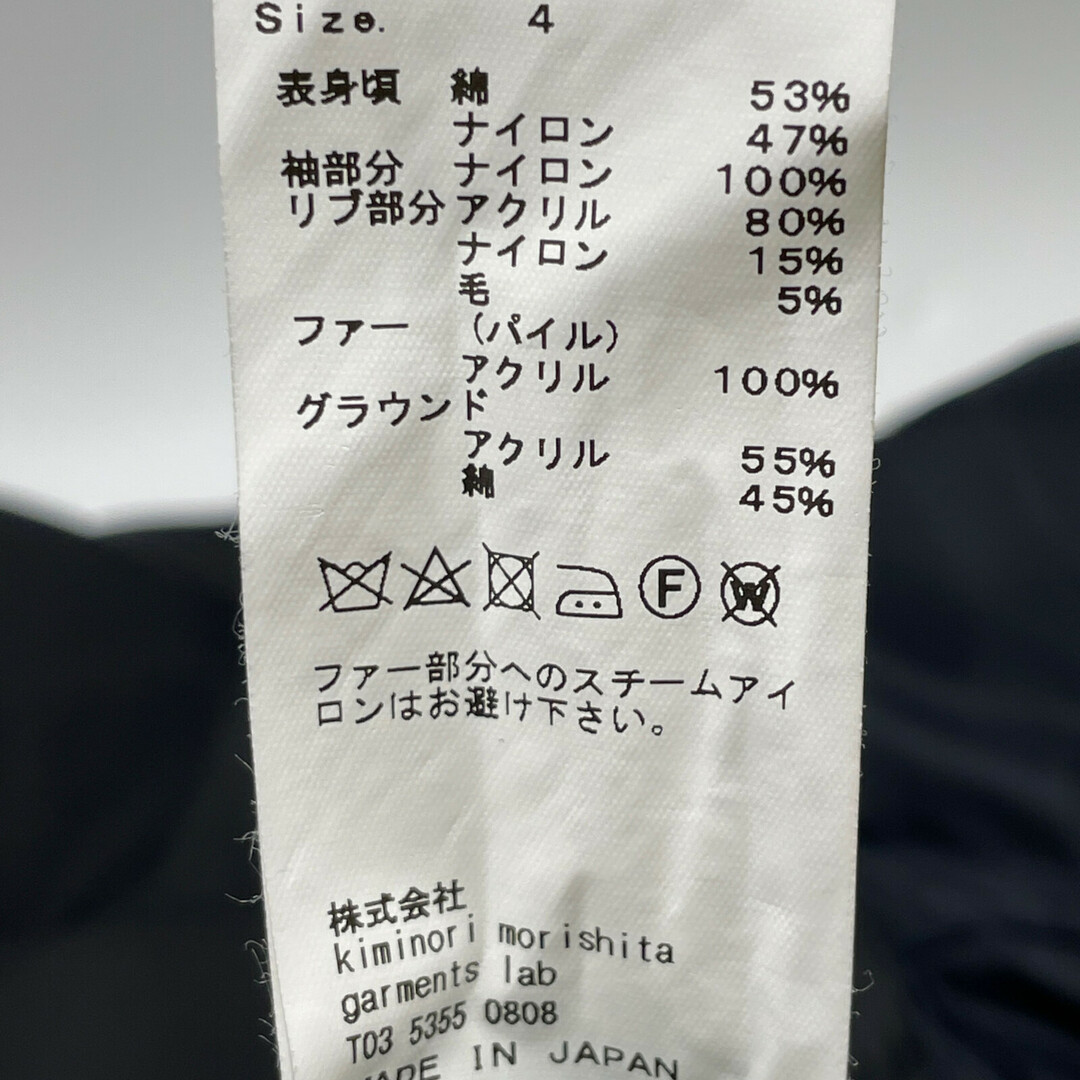 Size. 4
表身頃 綿 53%
ナイロン 47%
袖部分 ナイロン 100%
リブ部分 アクリル 80%
ナイロン 15%
毛 5%
ファー (パイル)
アクリル 100%
グラウンド
アクリル 55%
綿 45%
F W
ファー部分へのスチームアイ
ロンはお避け下さい。
株式会社
kiminori morishita
garments lab
T03 5355 0808
MADE IN JAPAN